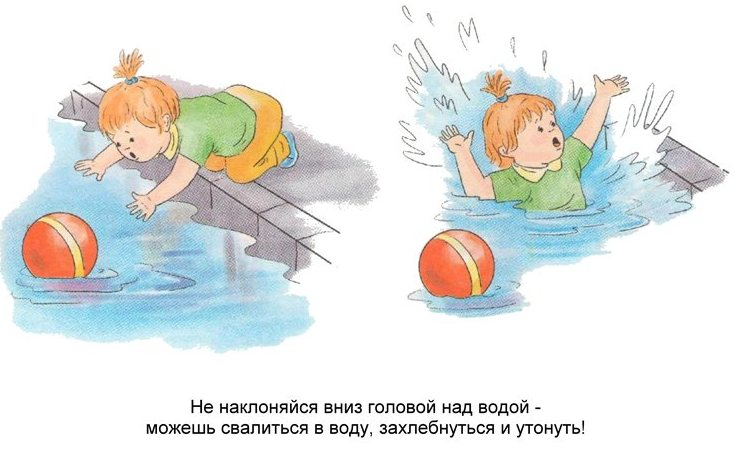 Не наклоняйся вниз головой над водой -
можешь свалиться в воду, захлебнуться и утонуть!